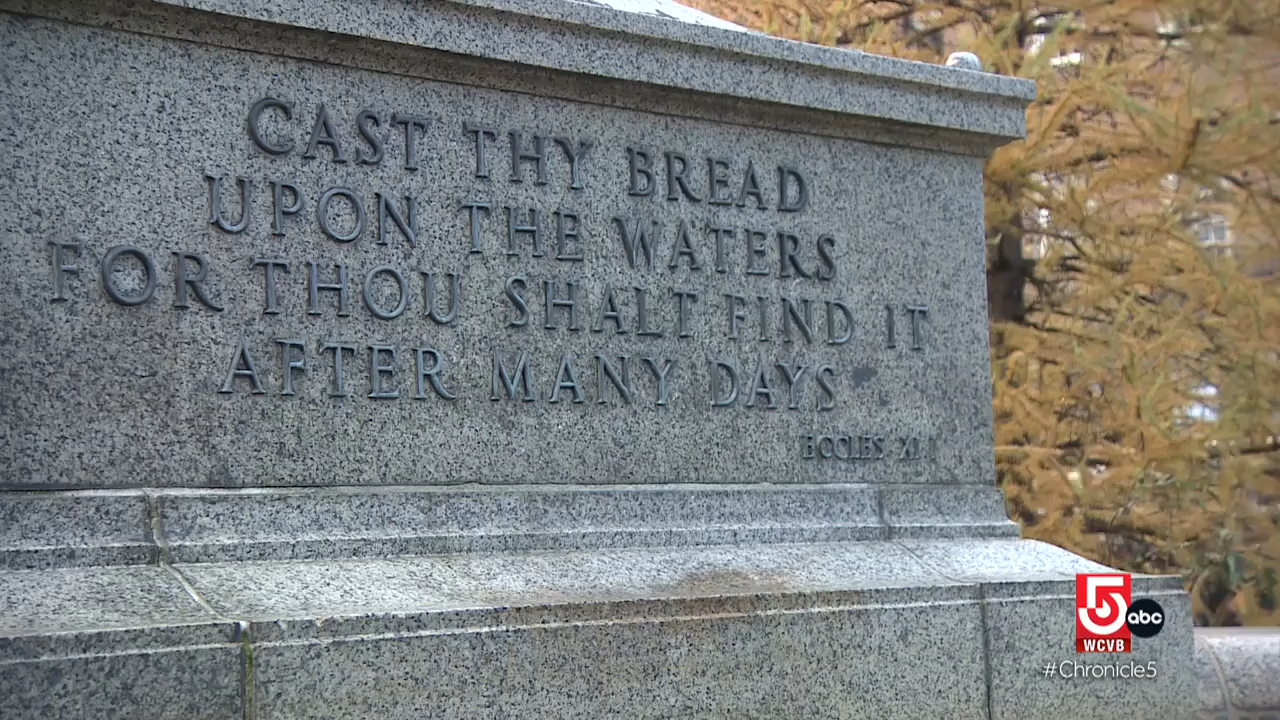 CAST THY BREAD
UPON THE WATERS
FOR THOU SHALT FIND IT
AFTER MANY DAYS
ECCLES XI I
5
abc
WCVB
#Chronicle5